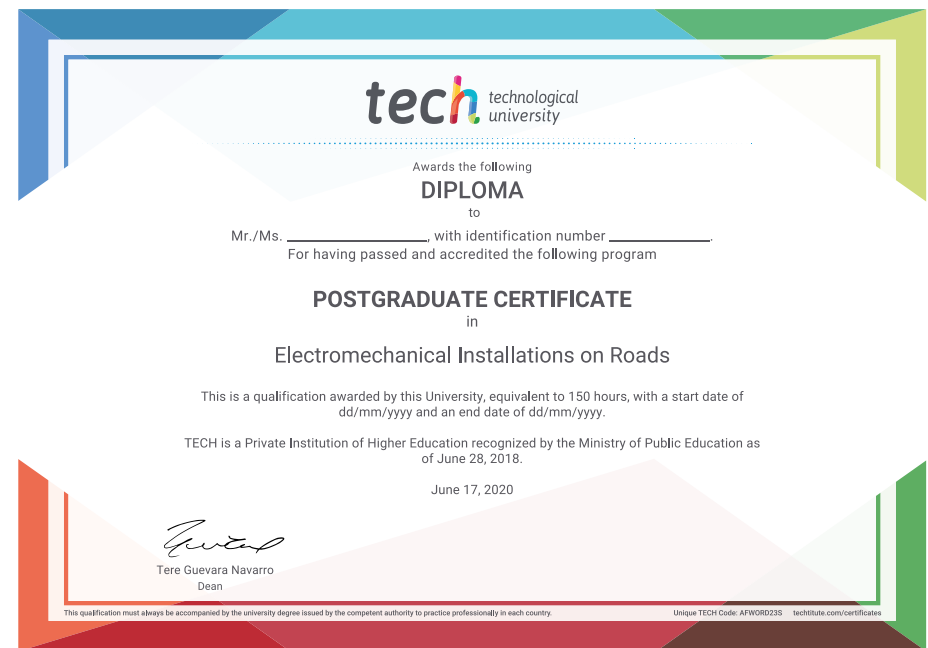 tech technological
university
Awards the following
DIPLOMA
to
Mr./Ms. ____________________, with identification number ______________.
For having passed and accredited the following program
POSTGRADUATE CERTIFICATE
in
Electromechanical Installations on Roads
This is a qualification awarded by this University, equivalent to 150 hours, with a start date of
dd/mm/yyyy and an end date of dd/mm/yyyy.
TECH is a Private Institution of Higher Education recognized by the Ministry of Public Education as
of June 28, 2018.
June 17, 2020
Tere Guevara Navarro
Dean
This qualification must always be accompanied by the university degree issued by the competent authority to practice professionally in each country. Unique TECH Code: AFWORD23S techtitute.com/certificates